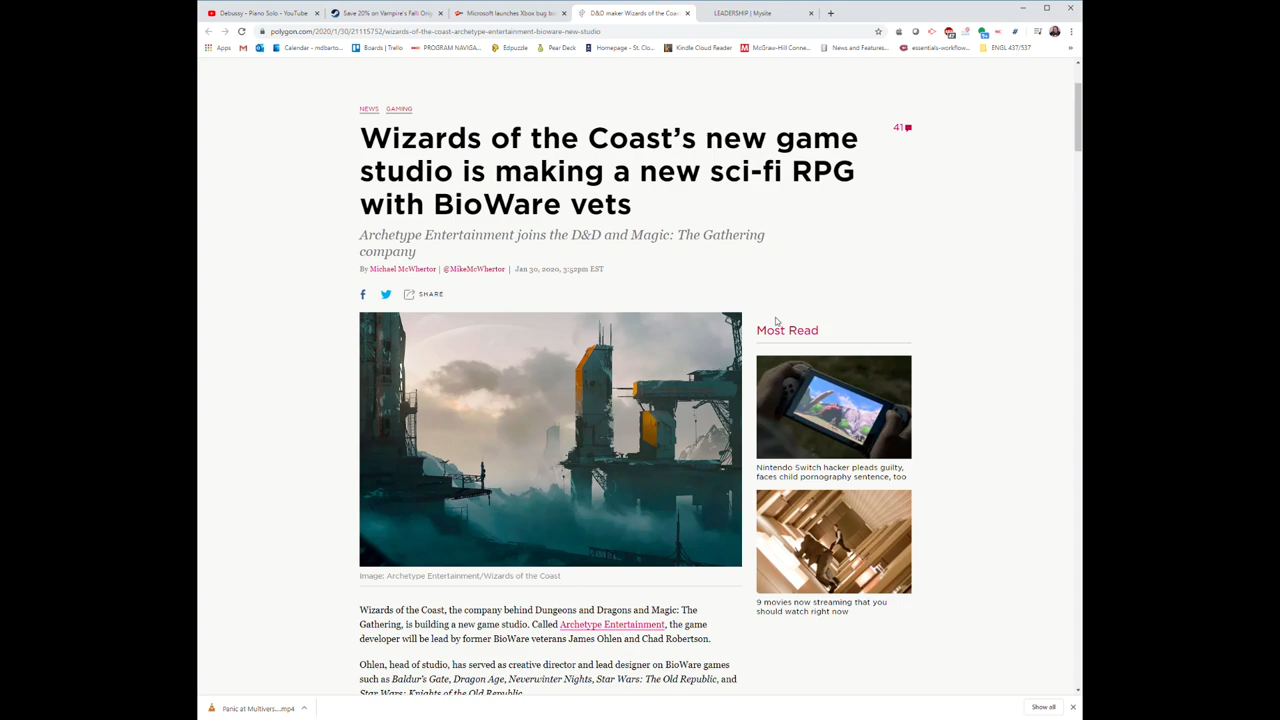 Debussy - Piano Solo - YouTube
Save 20% on Vampire's Fall: Orig
Microsoft launches Xbox bug bo
D&D maker Wizards of the Coas
LEADERSHIP | Mysite
polygon.com/2020/1/30/21115752/wizards-of-the-coast-archetype-entertainment-bioware-new-studio
Apps
Calendar - mdbarto...
Boards | Trello
PROGRAM NAVIGA...
Edpuzzle
Pear Deck
Homepage - St. Clo...
Kindle Cloud Reader
McGraw-Hill Conne...
News and Features...
essentials-workflow...
ENGL 437/537
»
NEWS GAMING
Wizards of the Coast's new game
studio is making a new sci-fi RPG
with BioWare vets
41
Archetype Entertainment joins the D&D and Magic: The Gathering
company
By Michael McWhertor | @MikeMcWhertor | Jan 30, 2020, 3:52pm EST
SHARE
Most Read
Nintendo Switch hacker pleads guilty,
faces child pornography sentence, too
9 movies now streaming that you
should watch right now
Image: Archetype Entertainment/Wizards of the Coast
Wizards of the Coast, the company behind Dungeons and Dragons and Magic: The
Gathering, is building a new game studio. Called Archetype Entertainment, the game
developer will be lead by former BioWare veterans James Ohlen and Chad Robertson.
Ohlen, head of studio, has served as creative director and lead designer on BioWare games
such as Baldur's Gate, Dragon Age, Neverwinter Nights, Star Wars: The Old Republic, and
Star Wars: Knights of the Old Republic.
Panic at Multivers....mp4
Show all